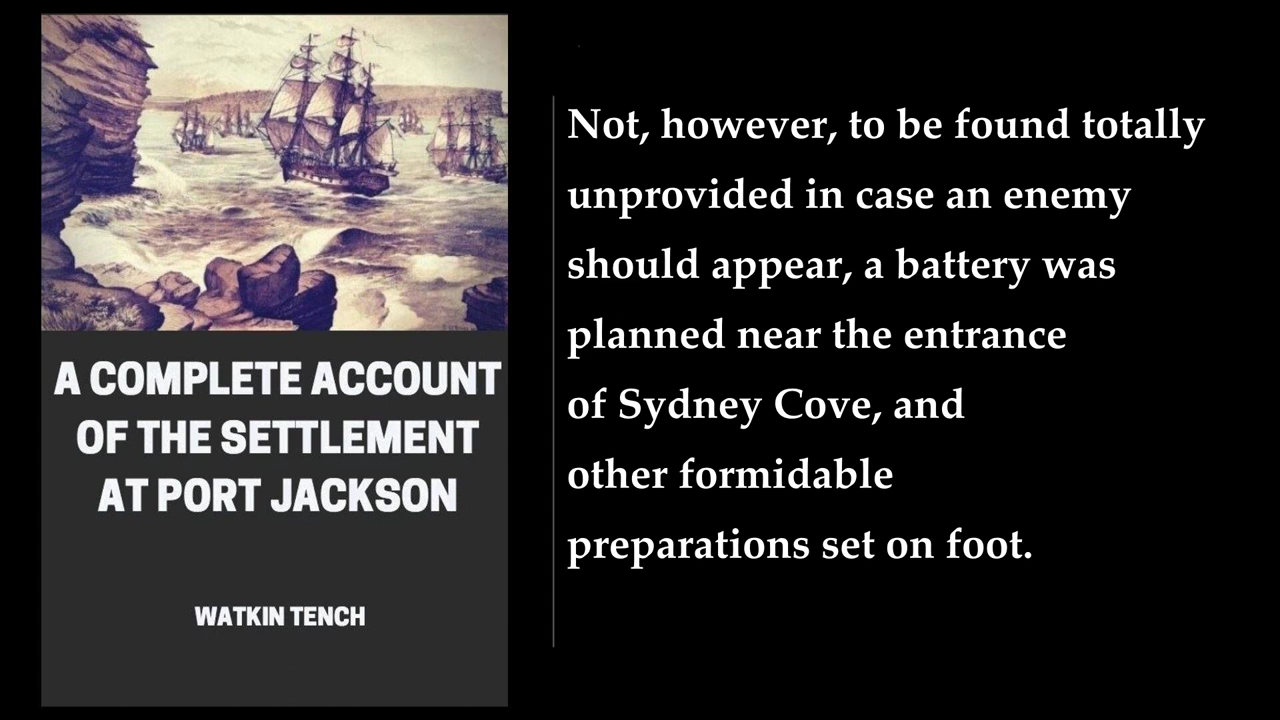 A COMPLETE ACCOUNT
OF THE SETTLEMENT
AT PORT JACKSON
WATKIN TENCH
Not, however, to be found totally
unprovided in case an enemy
should appear, a battery was
planned near the entrance
of Sydney Cove, and
other formidable
preparations set on foot.